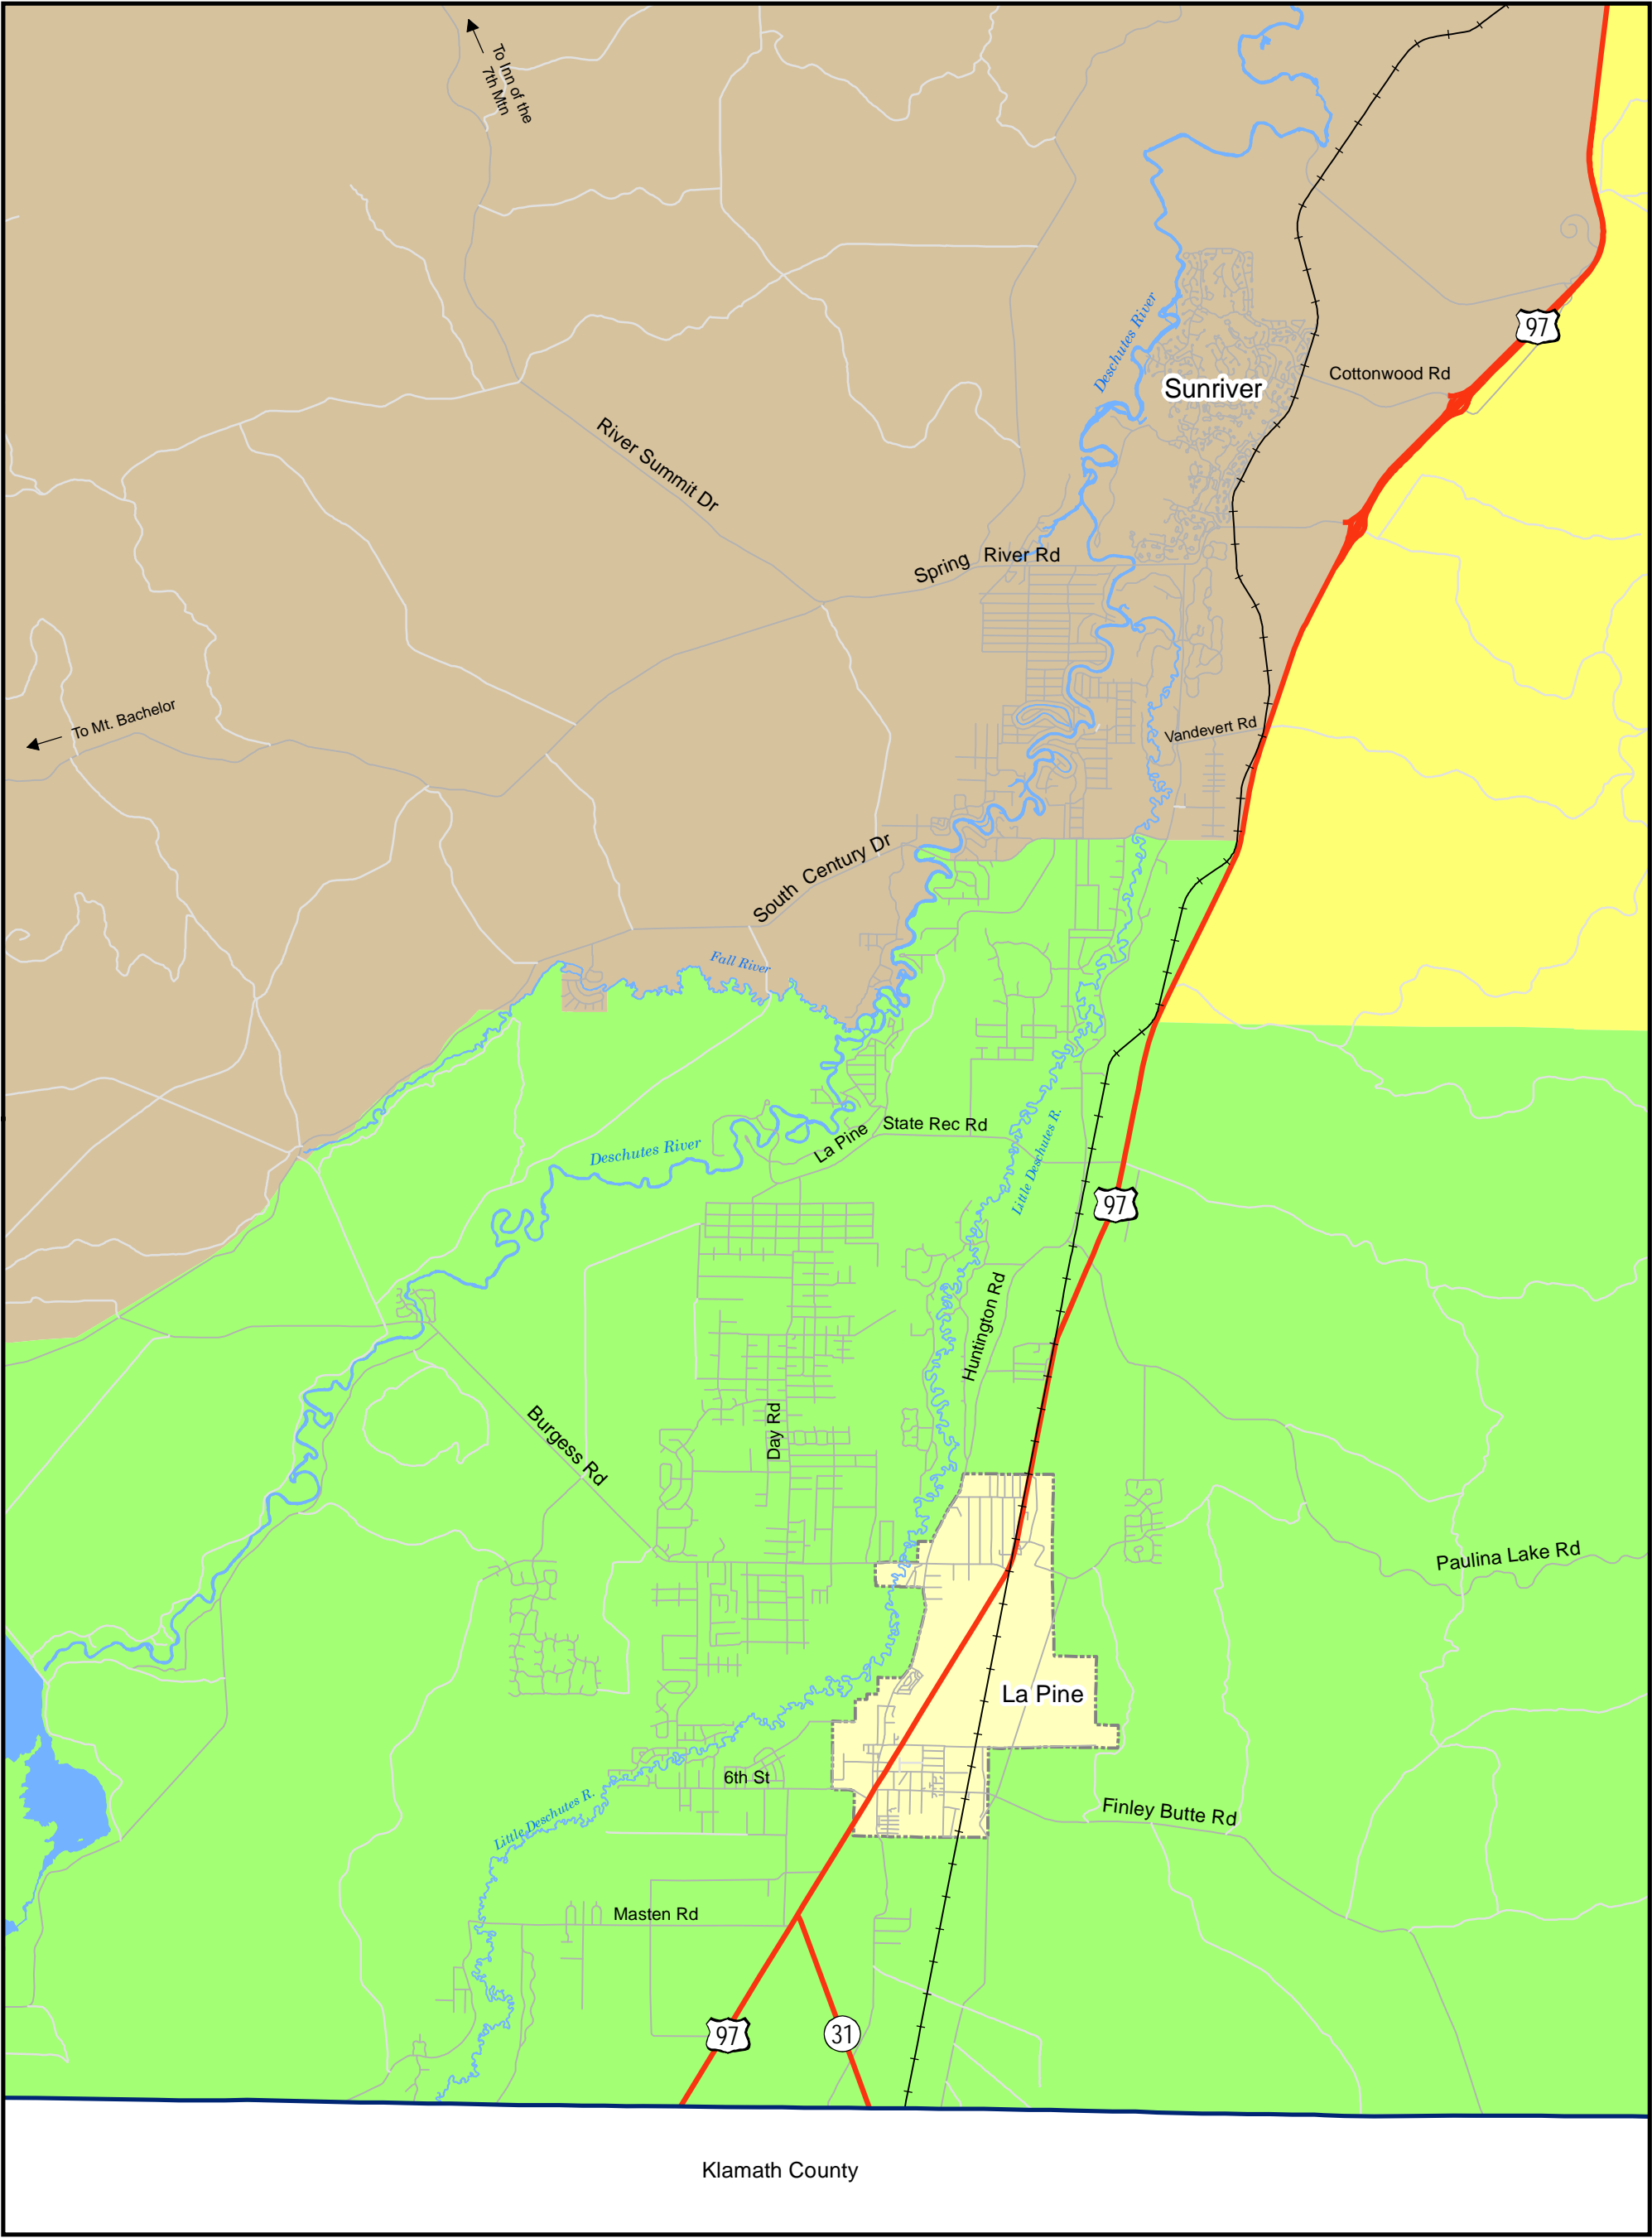 To Inn of the
7th Mtn
Deschutes River
97
Sunriver
Cottonwood Rd
River Summit Dr
Spring River Rd
To Mt. Bachelor
Vandevert Rd
South Century Dr
Fall River
La Pine State Rec Rd
Deschutes River
Little Deschutes R.
97
Huntington Rd
Day Rd
Burgess Rd
Paulina Lake Rd
La Pine
6th St
Little Deschutes R.
Finley Butte Rd
Masten Rd
97
31
Klamath County